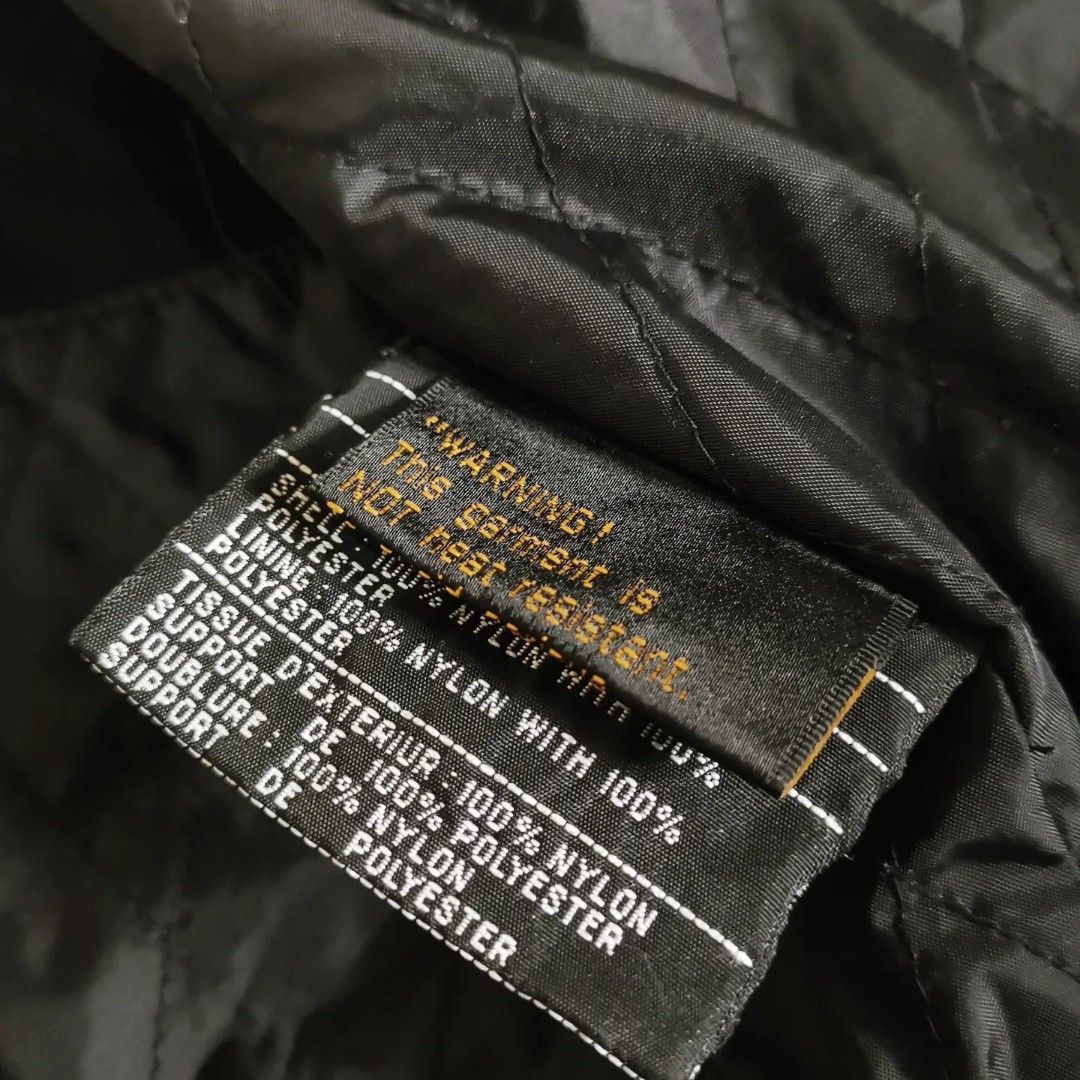 "WARNING!
This garment is
NOT heat resistant.
SHELL : 100% NYLON WITH 100%
POLYESTER
LINING : 100% NYLON WITH 100%
POLYESTER
TISSUE D'EXTERIUR : 100% NYLON
SUPPORT DE 100% POLYESTER
DOUBLURE : 100% NYLON
SUPPORT DE POLYESTER